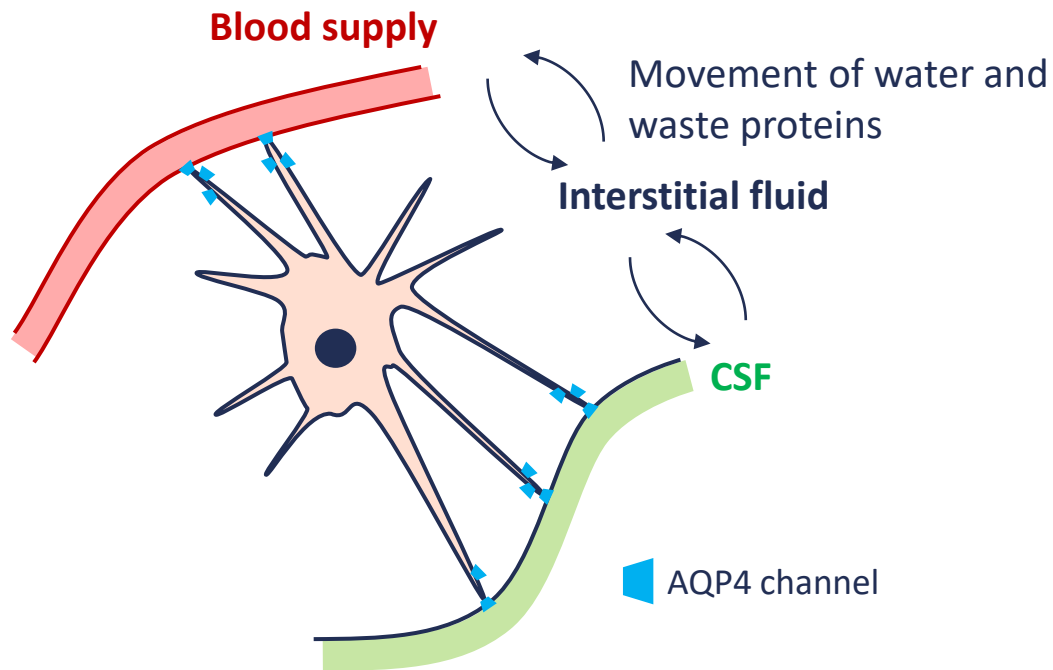 Blood supply
Movement of water and
waste proteins
Interstitial fluid
CSF
AQP4 channel